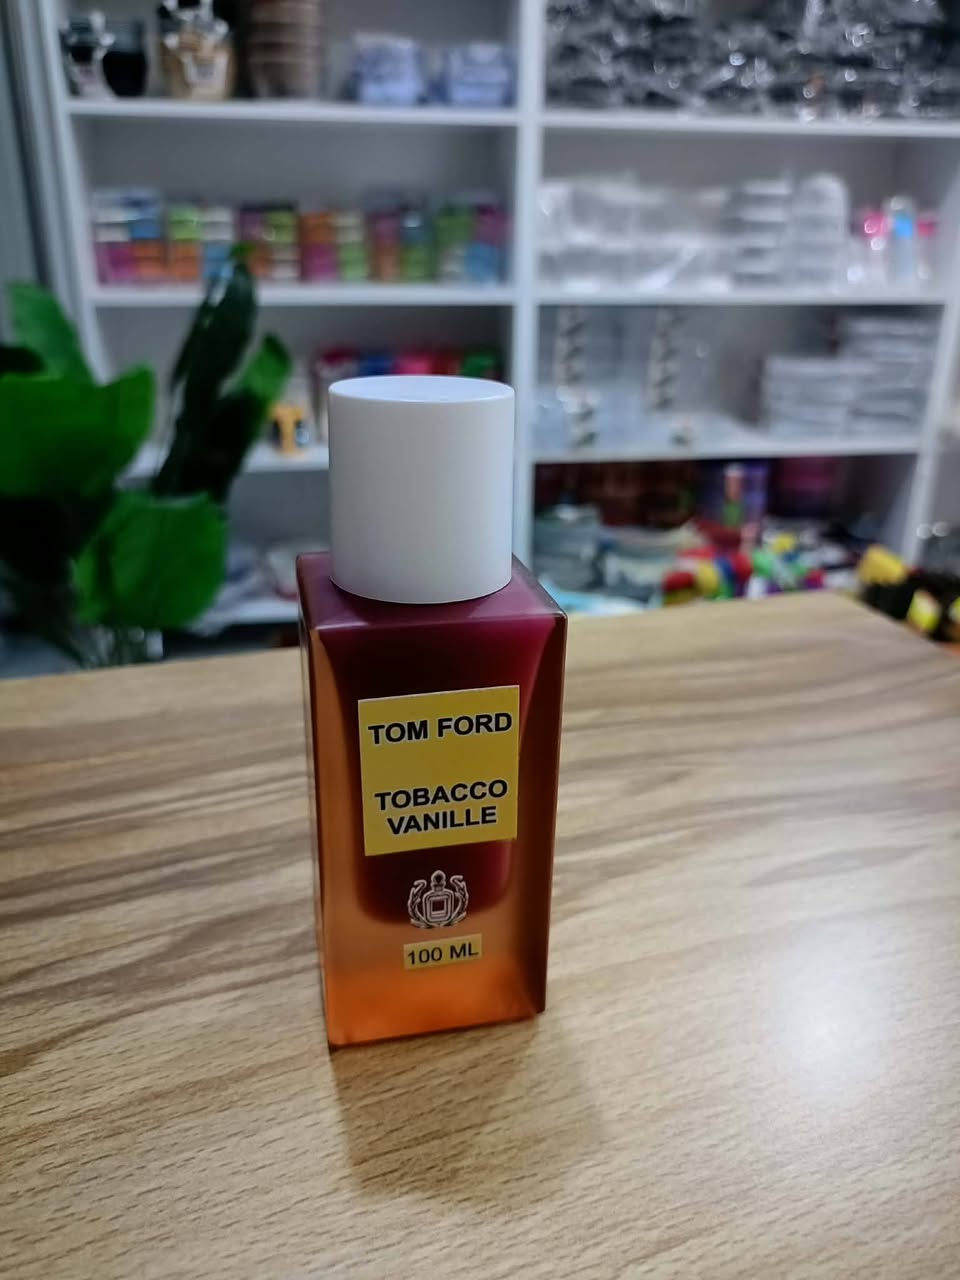 TOM FORD
TOBACCO
VANILLE
100 ML